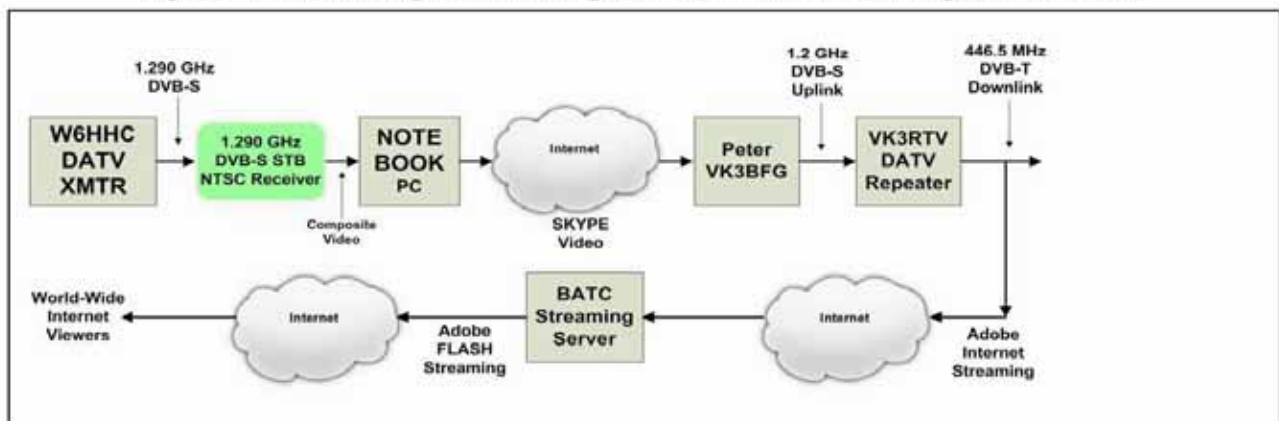 1.290 GHz
DVB-S
1.2 GHz
DVB-S
Uplink
446.5 MHz
DVB-T
Downlink
W6HHC
DATV
XMTR
1.290 GHz
DVB-S STB
NTSC Receiver
Composite
Video
NOTE
BOOK
PC
Internet
SKYPE
Video
Peter
VK3BFG
VK3RTV
DATV
Repeater
World-Wide
Internet
Viewers
Internet
Adobe
FLASH
Streaming
BATC
Streaming
Server
Internet
Adobe
Internet
Streaming